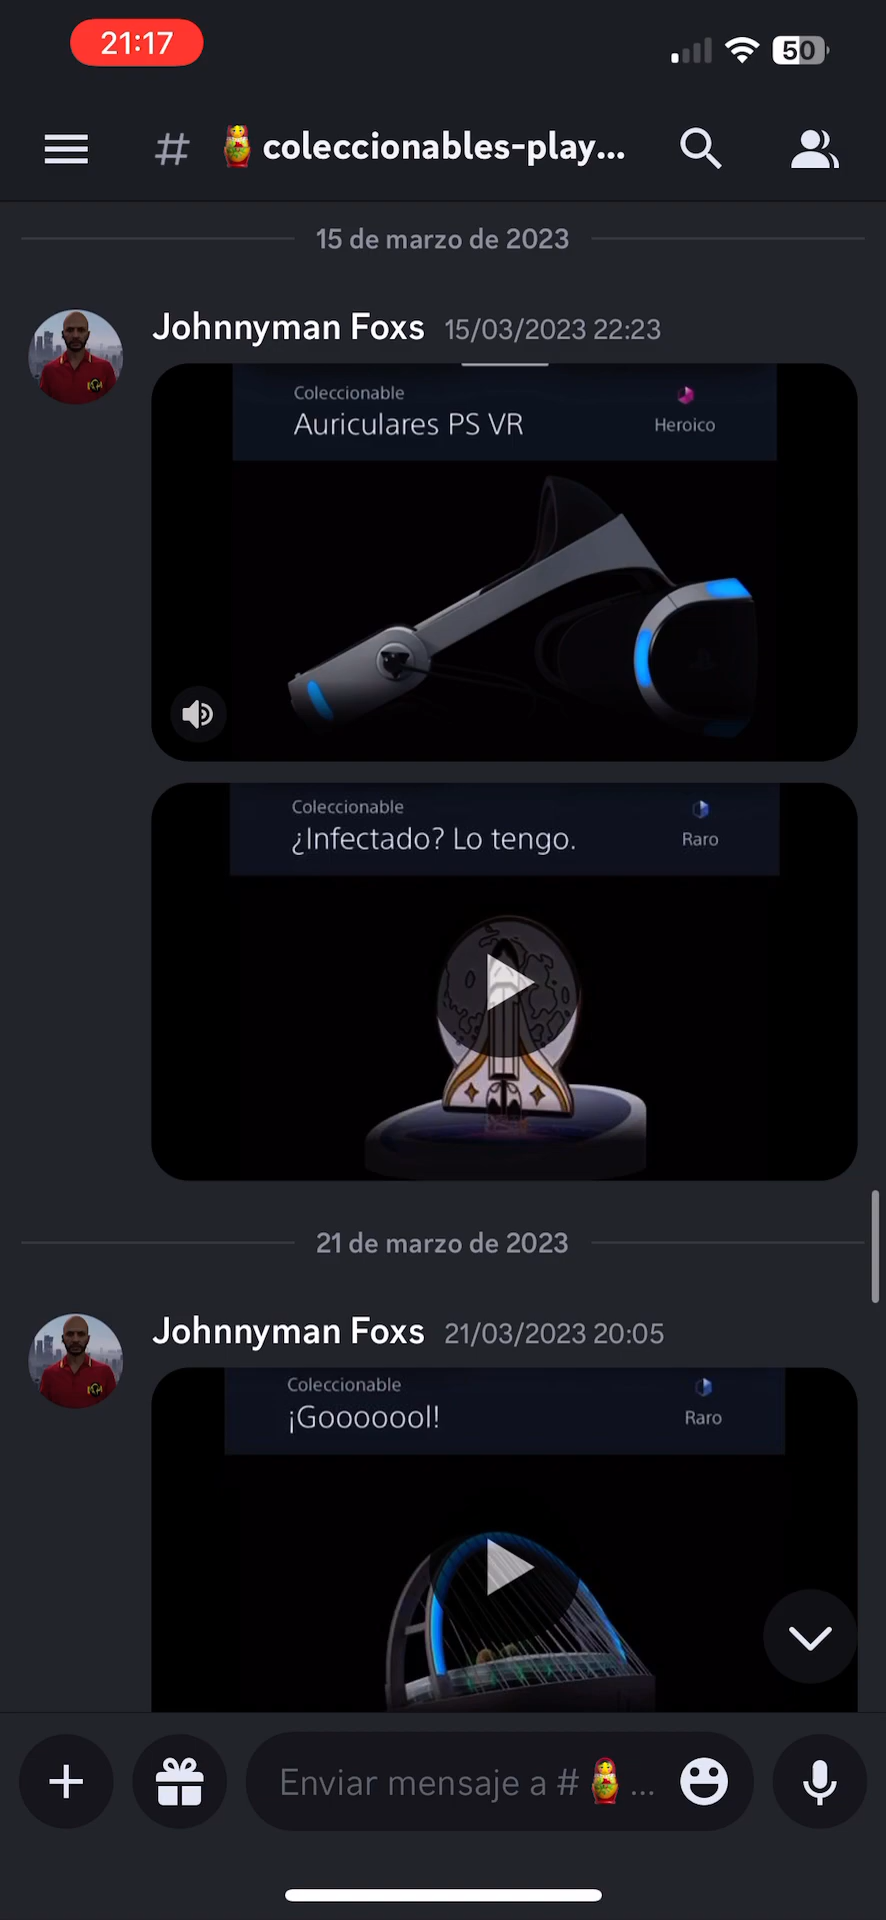 21:17
50
# 🪆 coleccionables-play...
15 de marzo de 2023
Johnnyman Foxs 15/03/2023 22:23
Coleccionable
Auriculares PS VR
Heroico
Coleccionable
¿Infectado? Lo tengo.
Raro
21 de marzo de 2023
Johnnyman Foxs 21/03/2023 20:05
Coleccionable
¡Gooooool!
Raro
Enviar mensaje a # 🪆 ...